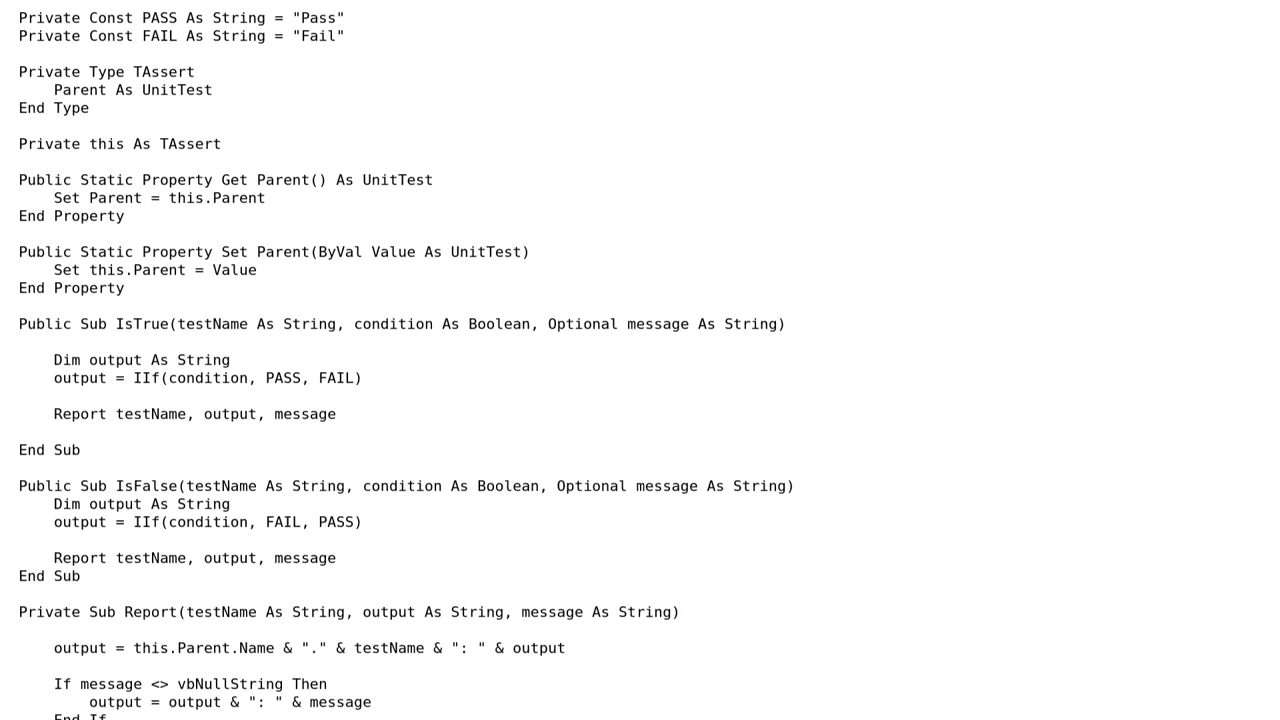 Private Const PASS As String = "Pass"
Private Const FAIL As String = "Fail"

Private Type TAssert
    Parent As UnitTest
End Type

Private this As TAssert

Public Static Property Get Parent() As UnitTest
    Set Parent = this.Parent
End Property

Public Static Property Set Parent(ByVal Value As UnitTest)
    Set this.Parent = Value
End Property

Public Sub IsTrue(testName As String, condition As Boolean, Optional message As String)

    Dim output As String
    output = IIf(condition, PASS, FAIL)

    Report testName, output, message

End Sub

Public Sub IsFalse(testName As String, condition As Boolean, Optional message As String)
    Dim output As String
    output = IIf(condition, FAIL, PASS)

    Report testName, output, message
End Sub

Private Sub Report(testName As String, output As String, message As String)

    output = this.Parent.Name & "." & testName & ": " & output

    If message <> vbNullString Then
        output = output & ": " & message
    End If